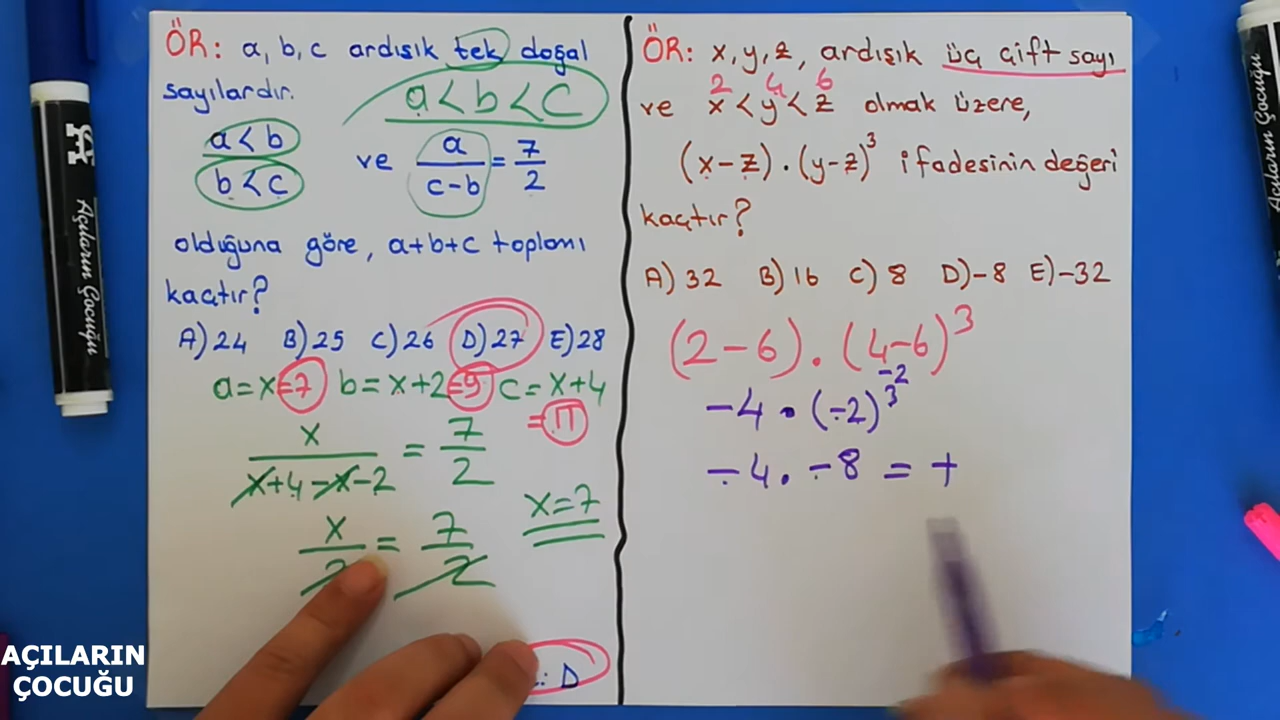 ÖR: a, b, c ardışık tek doğal
sayılardır.
a < b < c
a < b
b < c
ve a/(c-b) = 7/2
olduğuna göre, a+b+c toplamı
kaçtır?
A) 24 B) 25 C) 26 D) 27 E) 28
a = x = 7 b = x+2 = 9 c = x+4
= 11
x/(x+4-x-2) = 7/2
x = 7
x/2 = 7/2
: D
ÖR: x, y, z, ardışık üç çift sayı
2 4 6
ve x < y < z olmak üzere,
(x-z).(y-z)³ ifadesinin değeri
kaçtır?
A) 32 B) 16 C) 8 D) -8 E) -32
(2-6).(4-6)³
-2
-4 . (-2)³
-4 . -8 = +
Açıların Çocuğu
Açıların Çocuğu
AÇILARIN
ÇOCUĞU